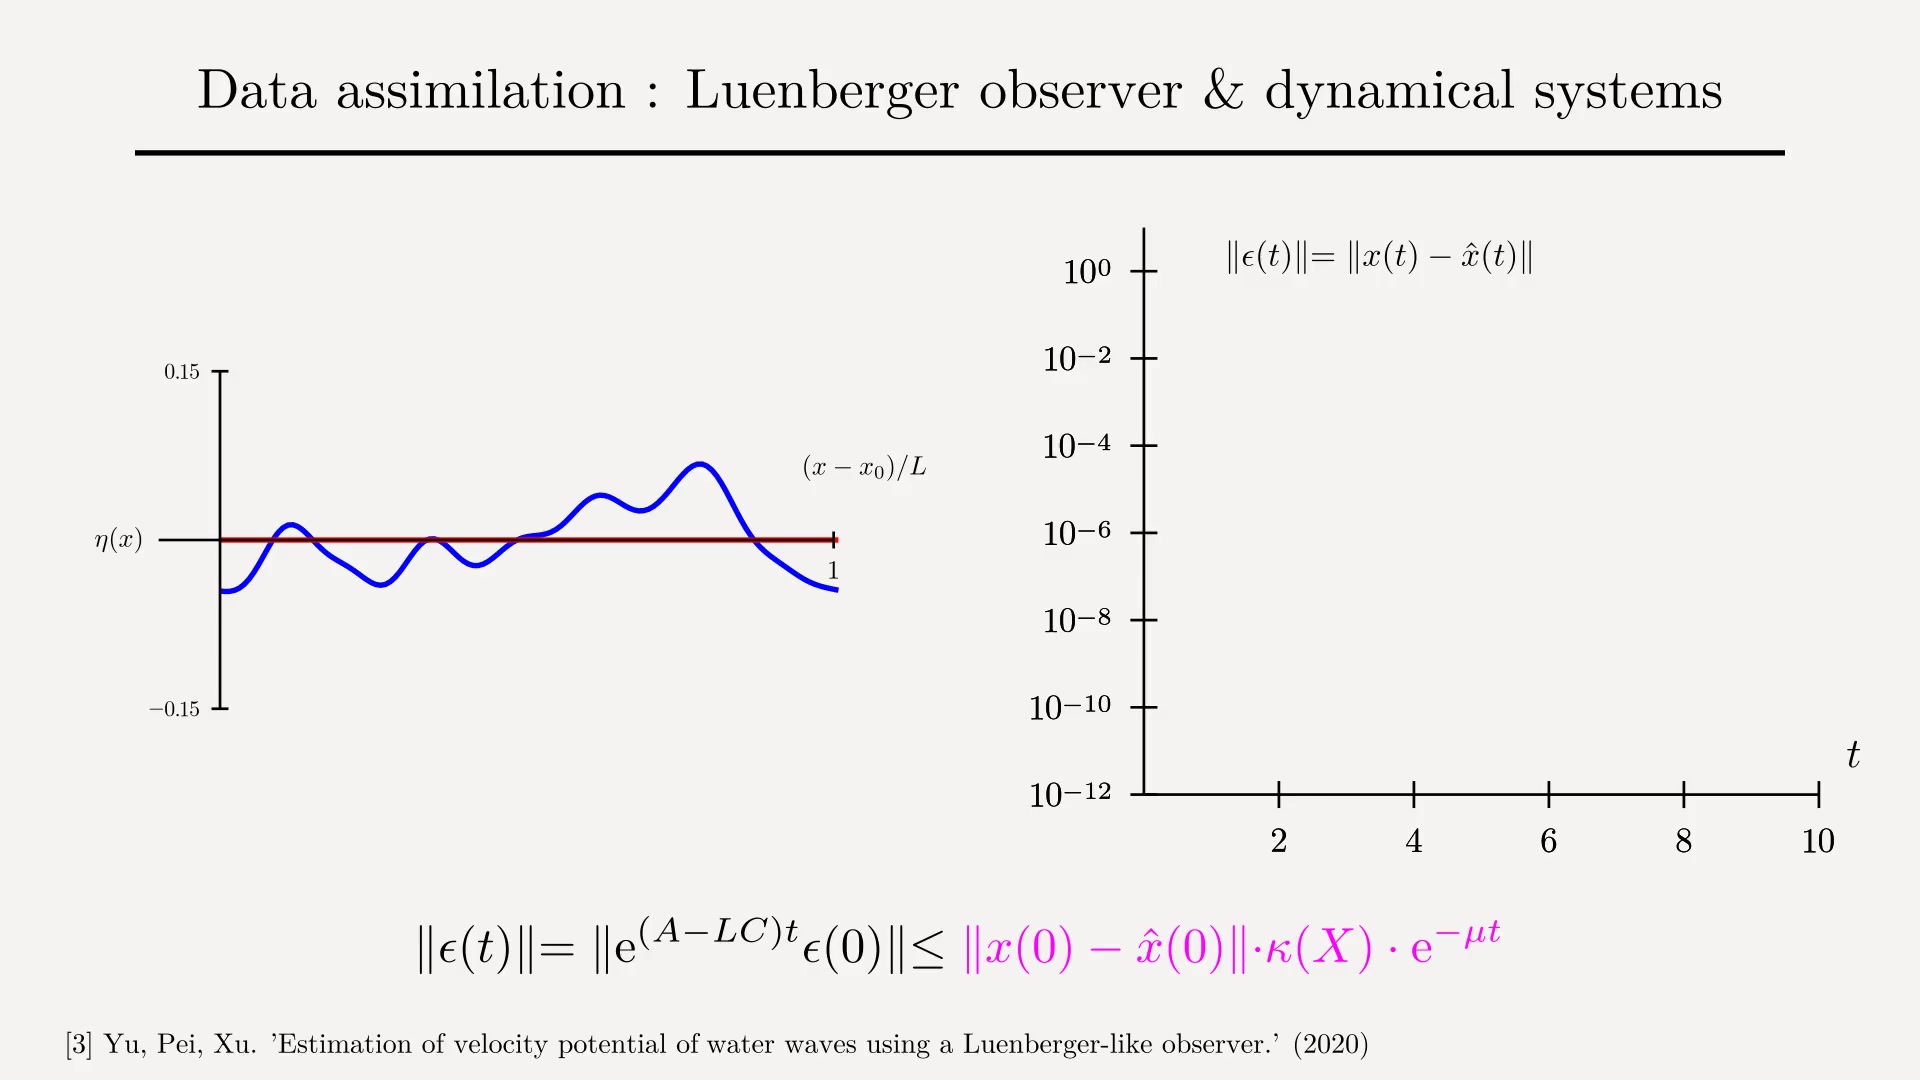 Data assimilation : Luenberger observer & dynamical systems
0.15
η(x)
−0.15
(x − x₀)/L
1
‖ϵ(t)‖= ‖x(t) − x̂(t)‖
10⁰
10⁻²
10⁻⁴
10⁻⁶
10⁻⁸
10⁻¹⁰
10⁻¹²
t
2 4 6 8 10
‖ϵ(t)‖= ‖e^(A−LC)t ϵ(0)‖≤ ‖x(0) − x̂(0)‖·κ(X) · e^−μt
[3] Yu, Pei, Xu. ’Estimation of velocity potential of water waves using a Luenberger-like observer.’ (2020)